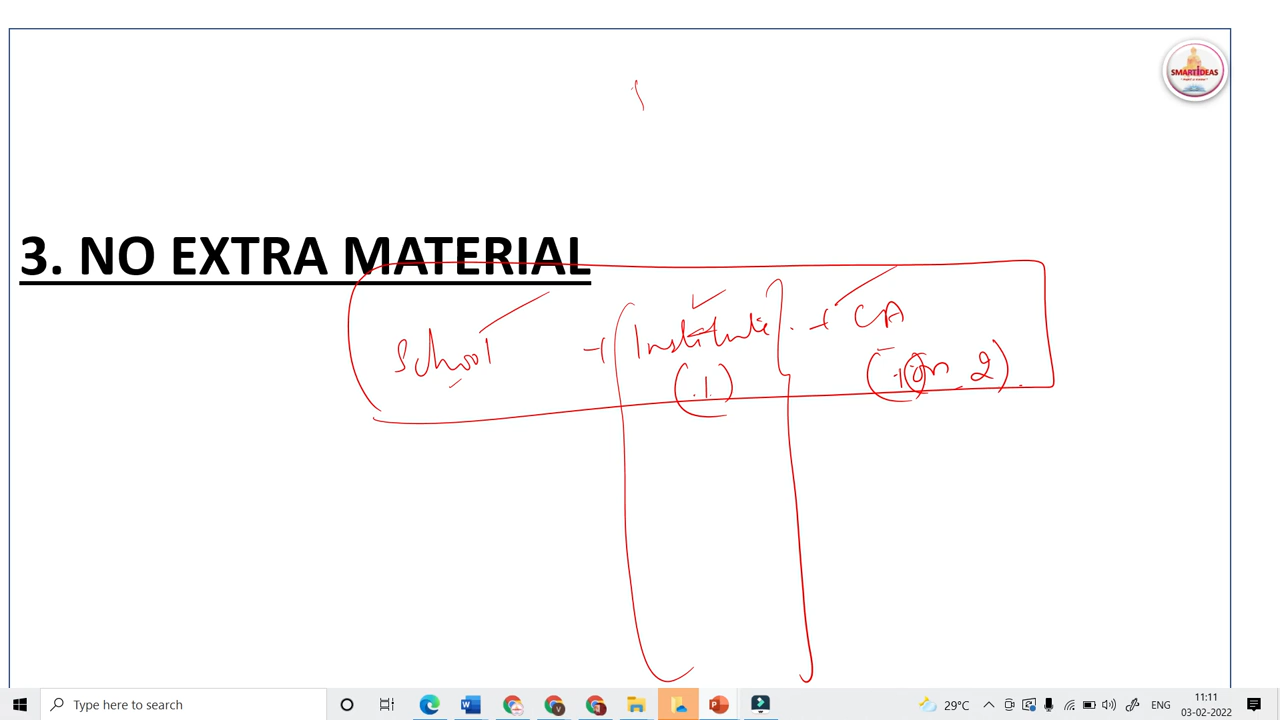 SMARTIDEAS
3. NO EXTRA MATERIAL
School + Institute + CA
(1) (1 or 2)
Type here to search
29°C
ENG
11:11
03-02-2022